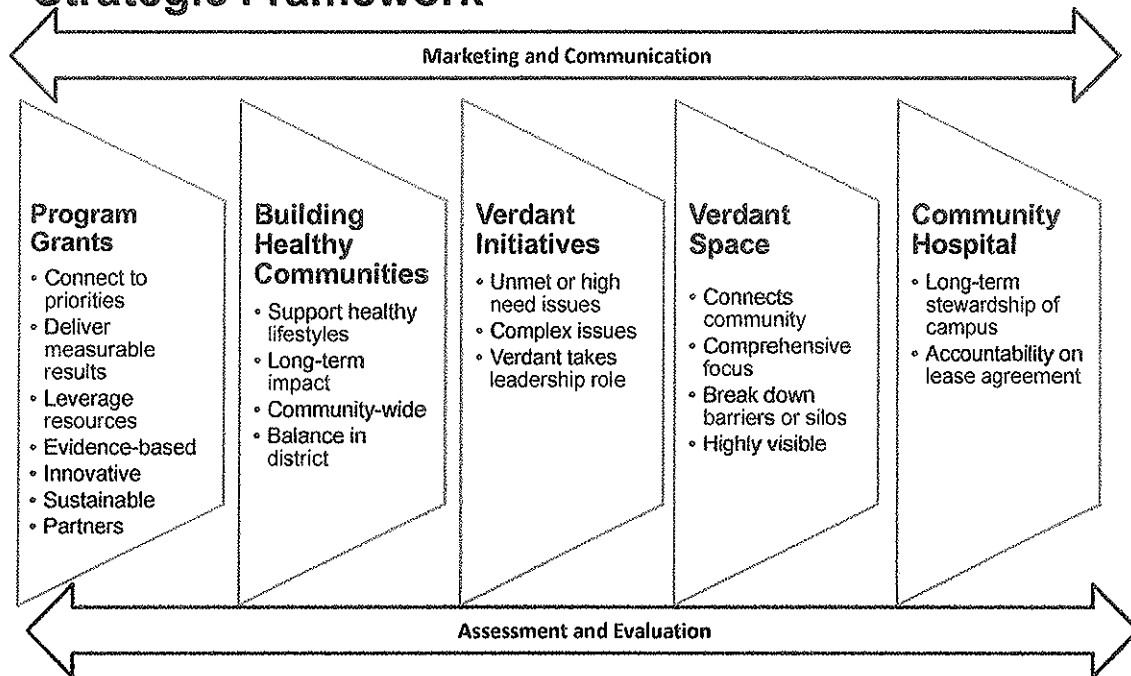 Strategic Framework
Marketing and Communication
Program
Grants
• Connect to
priorities
• Deliver
measurable
results
• Leverage
resources
• Evidence-based
• Innovative
• Sustainable
• Partners
Building
Healthy
Communities
• Support healthy
lifestyles
• Long-term
impact
• Community-wide
• Balance in
district
Verdant
Initiatives
• Unmet or high
need issues
• Complex issues
• Verdant takes
leadership role
Verdant
Space
• Connects
community
• Comprehensive
focus
• Break down
barriers or silos
• Highly visible
Community
Hospital
• Long-term
stewardship of
campus
• Accountability on
lease agreement
Assessment and Evaluation